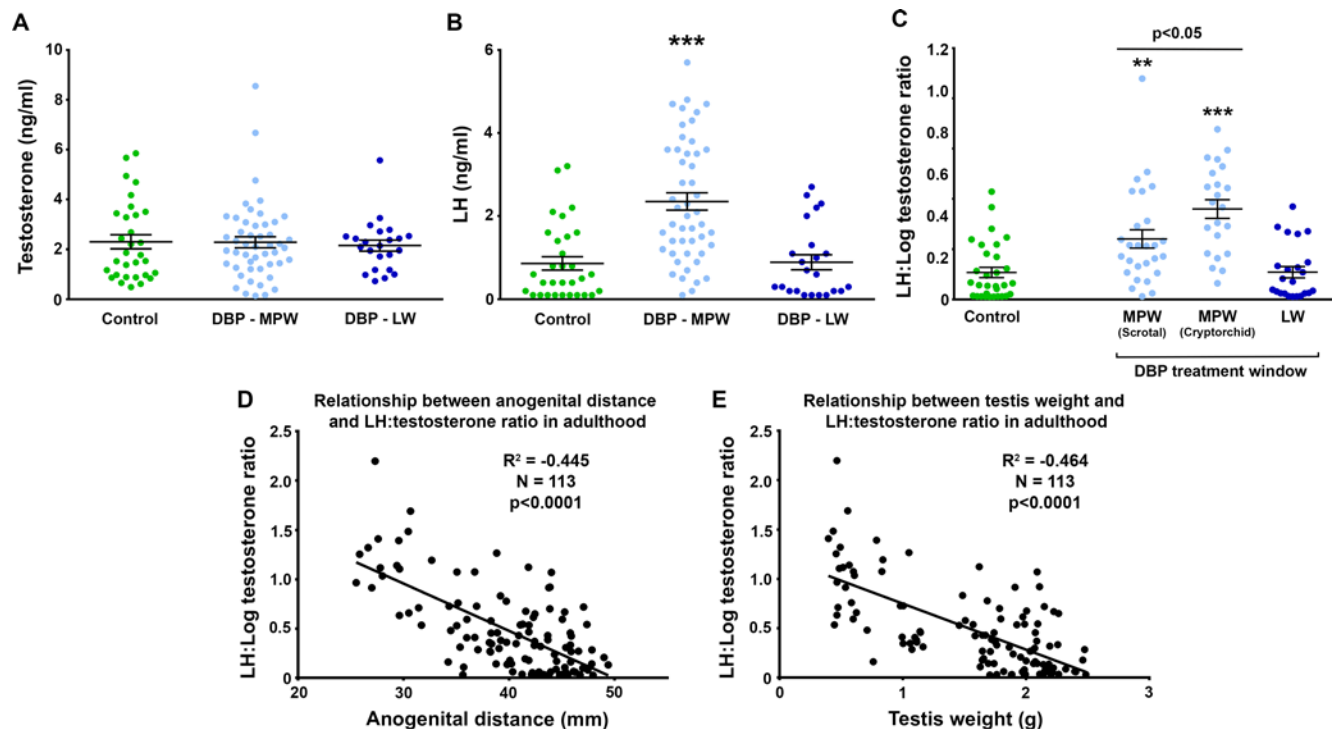 A
Testosterone (ng/ml)
10
8
6
4
2
0
Control
DBP - MPW
DBP - LW
B
LH (ng/ml)
6
4
2
0
***
Control
DBP - MPW
DBP - LW
C
LH:Log testosterone ratio
1.2
1.0
0.8
0.6
0.4
0.2
0
p<0.05
**
***
Control
MPW
(Scrotal)
MPW
(Cryptorchid)
LW
DBP treatment window
D
Relationship between anogenital distance
and LH:testosterone ratio in adulthood
LH:Log testosterone ratio
2.5
2.0
1.5
1.0
0.5
0
R² = -0.445
N = 113
p<0.0001
20
30
40
50
Anogenital distance (mm)
E
Relationship between testis weight and
LH:testosterone ratio in adulthood
LH:Log testosterone ratio
2.5
2.0
1.5
1.0
0.5
0
R² = -0.464
N = 113
p<0.0001
0
1
2
3
Testis weight (g)